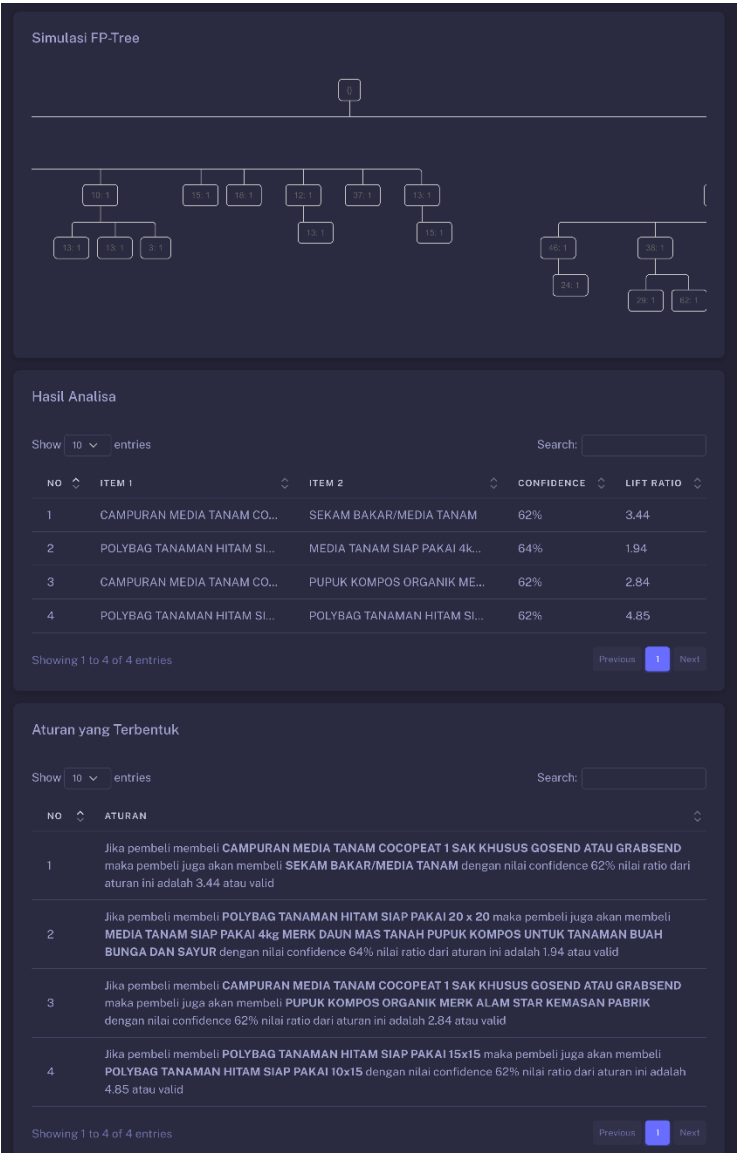 Simulasi FP-Tree
0
10: 1 15: 1 18: 1 12: 1 37: 1 13: 1
13: 1 13: 1 3: 1 13: 1 15: 1 46: 1 38: 1
24: 1
29: 1 62: 1
Hasil Analisa
Show 10 entries Search:
NO ITEM 1 ITEM 2 CONFIDENCE LIFT RATIO
1 CAMPURAN MEDIA TANAM CO... SEKAM BAKAR/MEDIA TANAM 62% 3.44
2 POLYBAG TANAMAN HITAM SI... MEDIA TANAM SIAP PAKAI 4k... 64% 1.94
3 CAMPURAN MEDIA TANAM CO... PUPUK KOMPOS ORGANIK ME... 62% 2.84
4 POLYBAG TANAMAN HITAM SI... POLYBAG TANAMAN HITAM SI... 62% 4.85
Showing 1 to 4 of 4 entries Previous 1 Next
Aturan yang Terbentuk
Show 10 entries Search:
NO ATURAN
Jika pembeli membeli CAMPURAN MEDIA TANAM COCOPEAT 1 SAK KHUSUS GOSEND ATAU GRABSEND
1 maka pembeli juga akan membeli SEKAM BAKAR/MEDIA TANAM dengan nilai confidence 62% nilai ratio dari
aturan ini adalah 3.44 atau valid
Jika pembeli membeli POLYBAG TANAMAN HITAM SIAP PAKAI 20 x 20 maka pembeli juga akan membeli
2 MEDIA TANAM SIAP PAKAI 4kg MERK DAUN MAS TANAH PUPUK KOMPOS UNTUK TANAMAN BUAH
BUNGA DAN SAYUR dengan nilai confidence 64% nilai ratio dari aturan ini adalah 1.94 atau valid
Jika pembeli membeli CAMPURAN MEDIA TANAM COCOPEAT 1 SAK KHUSUS GOSEND ATAU GRABSEND
3 maka pembeli juga akan membeli PUPUK KOMPOS ORGANIK MERK ALAM STAR KEMASAN PABRIK
dengan nilai confidence 62% nilai ratio dari aturan ini adalah 2.84 atau valid
Jika pembeli membeli POLYBAG TANAMAN HITAM SIAP PAKAI 15x15 maka pembeli juga akan membeli
4 POLYBAG TANAMAN HITAM SIAP PAKAI 10x15 dengan nilai confidence 62% nilai ratio dari aturan ini adalah
4.85 atau valid
Showing 1 to 4 of 4 entries Previous 1 Next